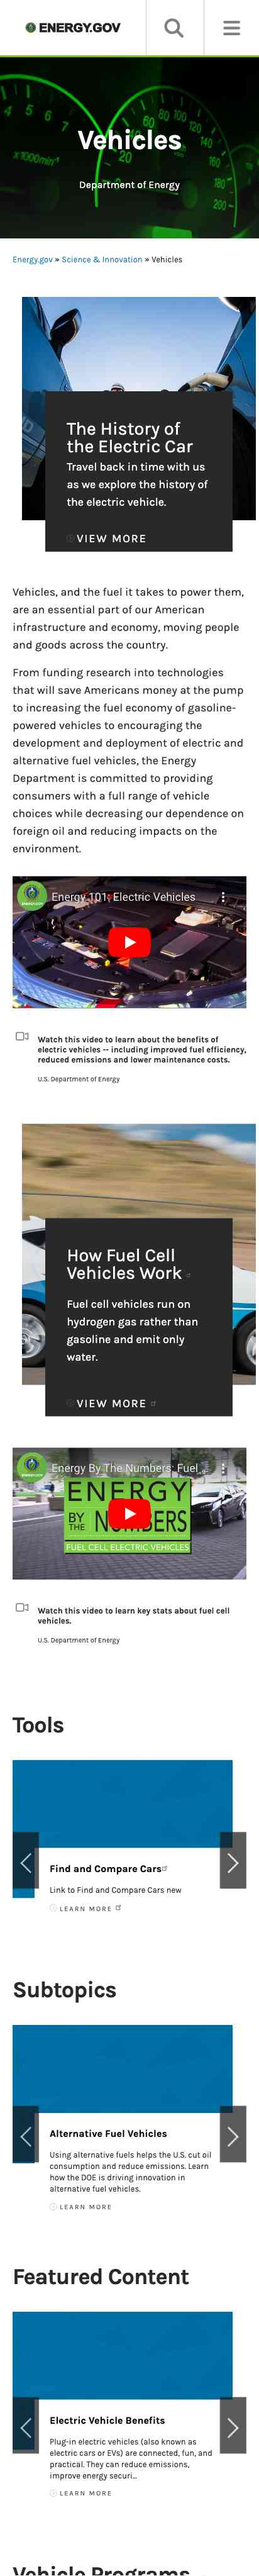 ENERGY.GOV
Vehicles
Department of Energy
Energy.gov » Science & Innovation » Vehicles
The History of
the Electric Car
Travel back in time with us
as we explore the history of
the electric vehicle.
VIEW MORE
Vehicles, and the fuel it takes to power them,
are an essential part of our American
infrastructure and economy, moving people
and goods across the country.
From funding research into technologies
that will save Americans money at the pump
to increasing the fuel economy of gasoline-
powered vehicles to encouraging the
development and deployment of electric and
alternative fuel vehicles, the Energy
Department is committed to providing
consumers with a full range of vehicle
choices while decreasing our dependence on
foreign oil and reducing impacts on the
environment.
Energy 101: Electric Vehicles
Watch this video to learn about the benefits of
electric vehicles -- including improved fuel efficiency,
reduced emissions and lower maintenance costs.
U.S. Department of Energy
How Fuel Cell
Vehicles Work
Fuel cell vehicles run on
hydrogen gas rather than
gasoline and emit only
water.
VIEW MORE
Energy By The Numbers: Fuel ...
ENERGY
BY THE NUMBERS
FUEL CELL ELECTRIC VEHICLES
Watch this video to learn key stats about fuel cell
vehicles.
U.S. Department of Energy
Tools
Find and Compare Cars
Link to Find and Compare Cars new
LEARN MORE
Subtopics
Alternative Fuel Vehicles
Using alternative fuels helps the U.S. cut oil
consumption and reduce emissions. Learn
how the DOE is driving innovation in
alternative fuel vehicles.
LEARN MORE
Featured Content
Electric Vehicle Benefits
Plug-in electric vehicles (also known as
electric cars or EVs) are connected, fun, and
practical. They can reduce emissions,
improve energy securi...
LEARN MORE
Vehicle Programs